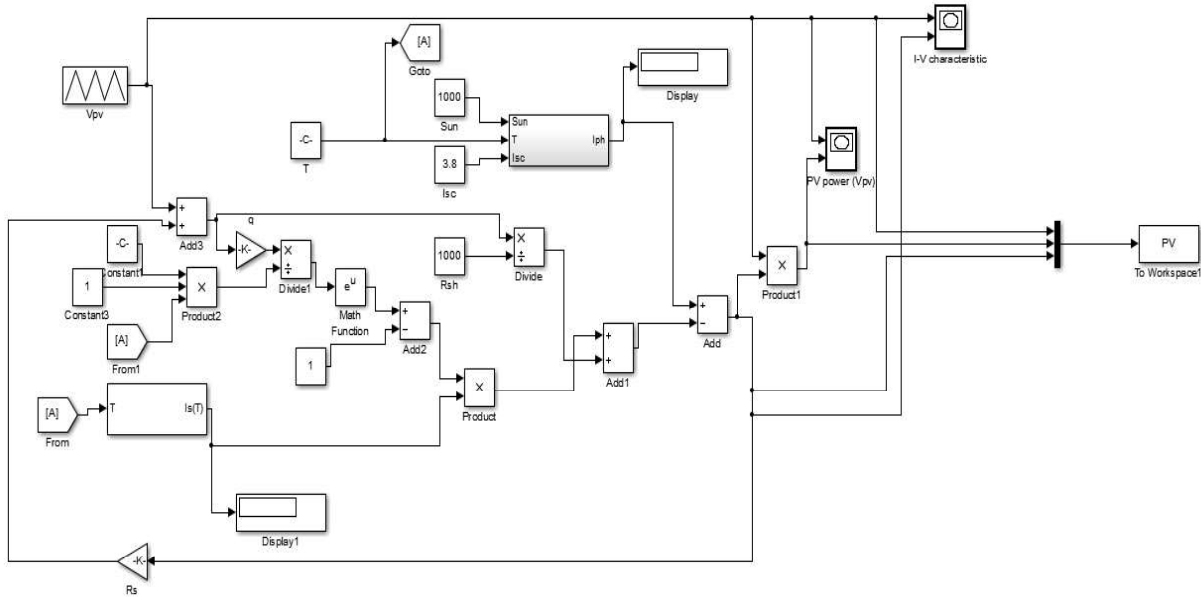 I-V characteristic
[A]
Goto
Display
Vpv
1000
Sun
Sun
T
Isc
Iph
-C-
T
3.8
Isc
PV power (Vpv)
+
+
Add3
q
-K-
-C-
Constant1
X
÷
Divide1
X
÷
Divide
1000
Rsh
X
Product1
PV
To Workspace1
1
Constant3
X
Product2
e^u
Math
Function
+
−
Add2
+
−
Add
[A]
From1
1
+
+
Add1
X
Product
[A]
From
T
Is(T)
Display1
-K-
Rs